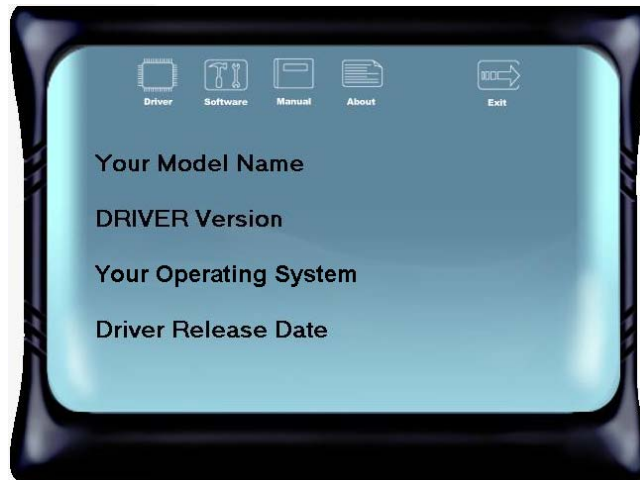 Driver Software Manual About Exit
Your Model Name
DRIVER Version
Your Operating System
Driver Release Date